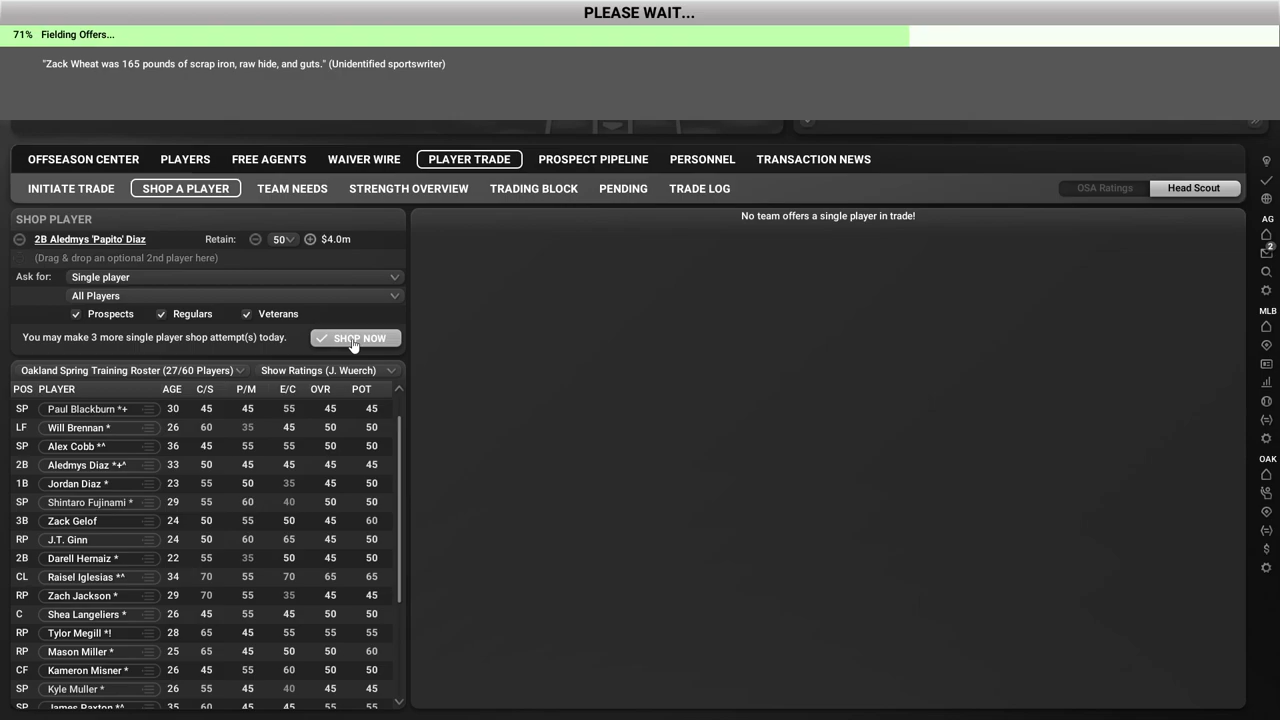 PLEASE WAIT...
71% Fielding Offers...
"Zack Wheat was 165 pounds of scrap iron, raw hide, and guts." (Unidentified sportswriter)
OFFSEASON CENTER PLAYERS FREE AGENTS WAIVER WIRE PLAYER TRADE PROSPECT PIPELINE PERSONNEL TRANSACTION NEWS
INITIATE TRADE SHOP A PLAYER TEAM NEEDS STRENGTH OVERVIEW TRADING BLOCK PENDING TRADE LOG OSA Ratings Head Scout
SHOP PLAYER
2B Aledmys 'Papito' Diaz Retain: 50 $4.0m
(Drag & drop an optional 2nd player here)
Ask for: Single player
All Players
Prospects Regulars Veterans
You may make 3 more single player shop attempt(s) today. SHOP NOW
No team offers a single player in trade!
Oakland Spring Training Roster (27/60 Players) Show Ratings (J. Wuerch)
POS PLAYER AGE C/S P/M E/C OVR POT
SP Paul Blackburn *+ 30 45 45 55 45 45
LF Will Brennan * 26 60 35 45 50 50
SP Alex Cobb *^ 36 45 55 55 50 50
2B Aledmys Diaz *+^ 33 50 45 45 45 45
1B Jordan Diaz * 23 55 50 35 45 50
SP Shintaro Fujinami * 29 55 60 40 50 50
3B Zack Gelof 24 50 55 50 45 60
RP J.T. Ginn 24 50 60 65 45 50
2B Darell Hernaiz * 22 55 35 50 45 50
CL Raisel Iglesias *^ 34 70 55 70 65 65
RP Zach Jackson * 29 70 55 35 50 50
C Shea Langeliers * 26 45 55 45 50 50
RP Tylor Megill *! 28 65 45 55 55 55
RP Mason Miller * 25 65 45 50 50 60
CF Kameron Misner * 26 45 55 60 50 50
SP Kyle Muller * 26 55 45 40 45 45
SP James Paxton *^ 35 60 45 45 55 55
AG
2
MLB
OAK